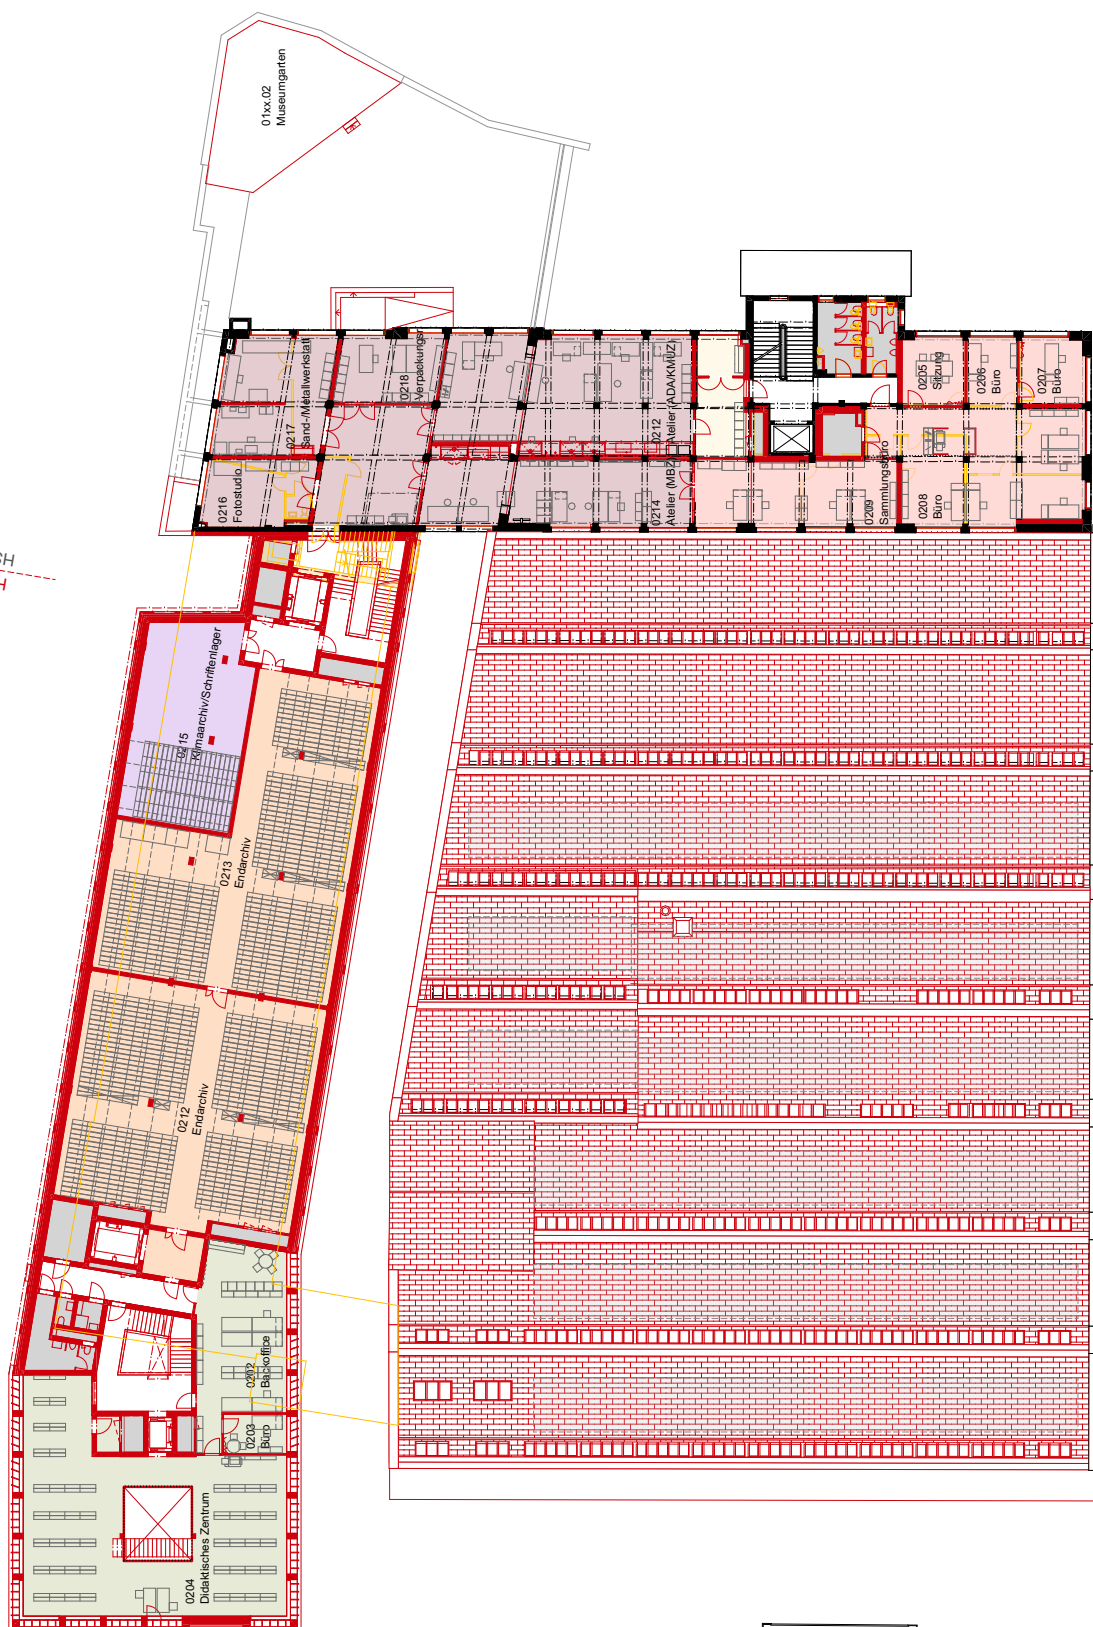 01xx.02
Museumgarten
0218
Verpackungsr
0217
Sand-/Metallwerkstatt
0216
Fotostudio
0212
Atelier (ADA/KMUZ)
0214
Atelier (MBZ)
0205
Sitzung
0206
Büro
0207
Büro
0209
Sammlungsbüro
0208
Büro
0215
Klimaarchiv/Schriftenlager
0213
Endarchiv
0212
Endarchiv
0202
Backoffice
0203
Büro
0204
Didaktisches Zentrum